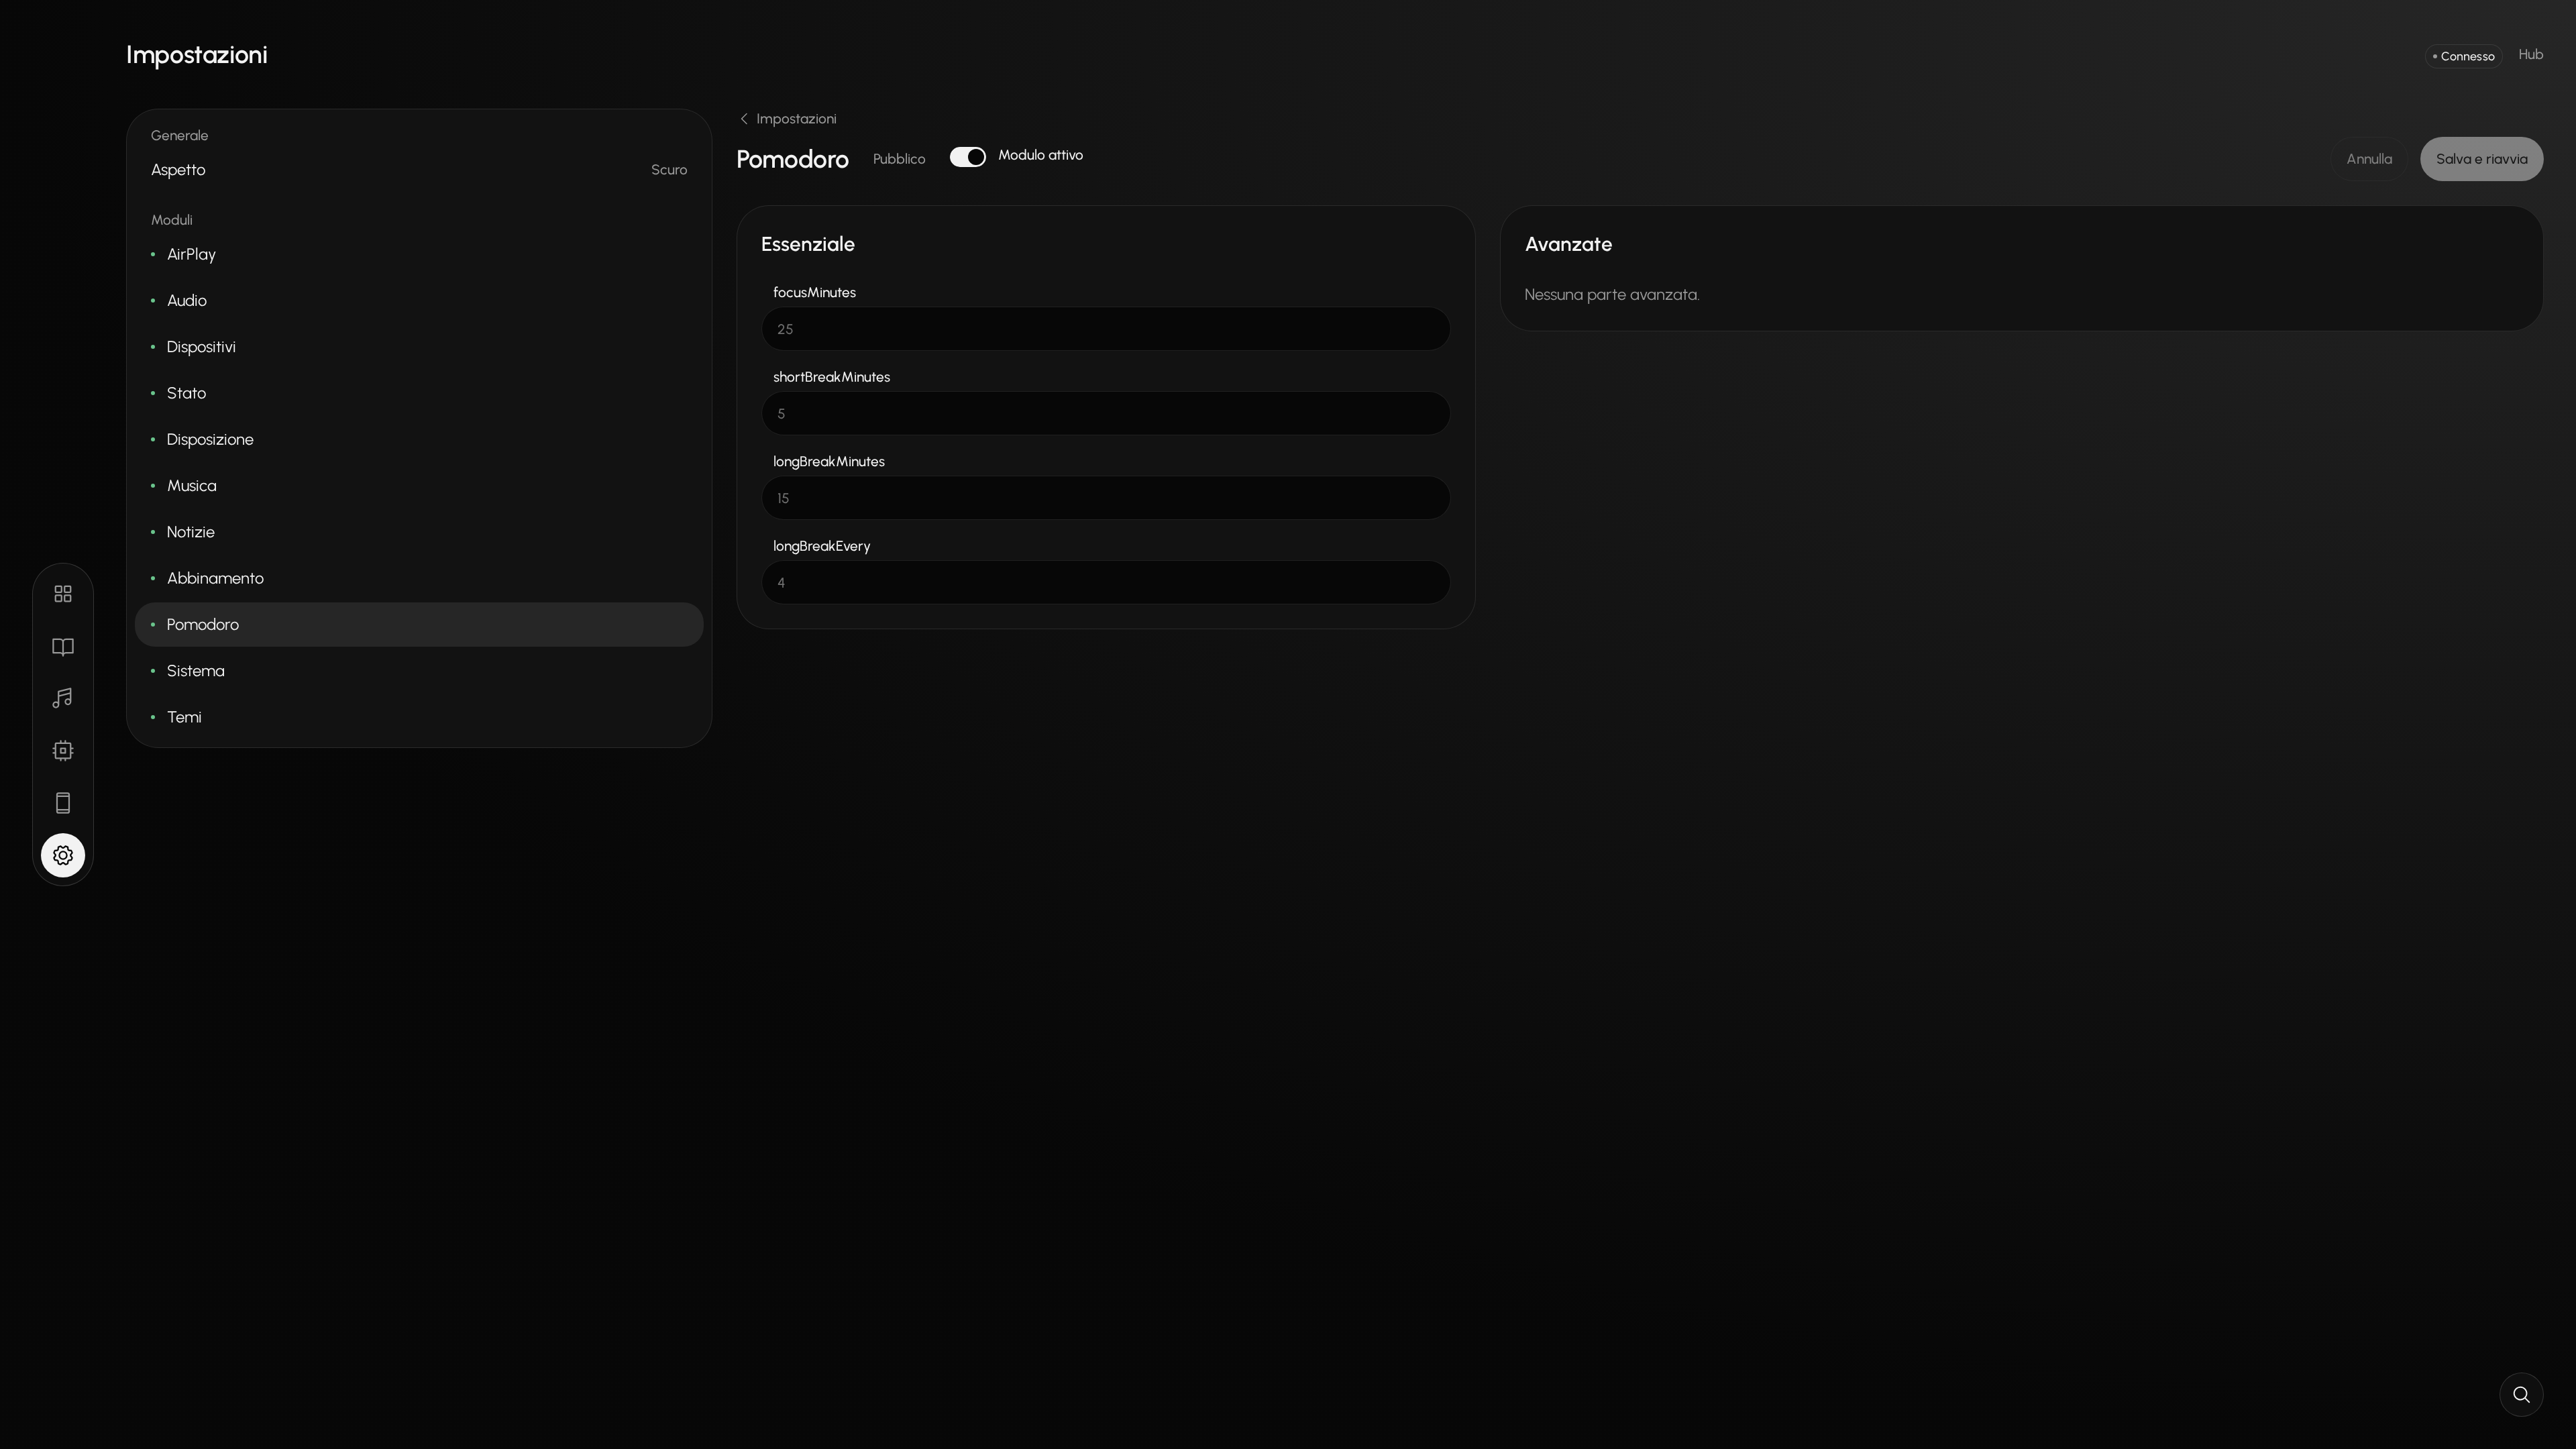 Impostazioni
Connesso
Hub
Generale
Aspetto
Scuro
Moduli
AirPlay
Audio
Dispositivi
Stato
Disposizione
Musica
Notizie
Abbinamento
Pomodoro
Sistema
Temi
Impostazioni
Pomodoro
Pubblico
Modulo attivo
Annulla
Salva e riavvia
Essenziale
focusMinutes
25
shortBreakMinutes
5
longBreakMinutes
15
longBreakEvery
4
Avanzate
Nessuna parte avanzata.